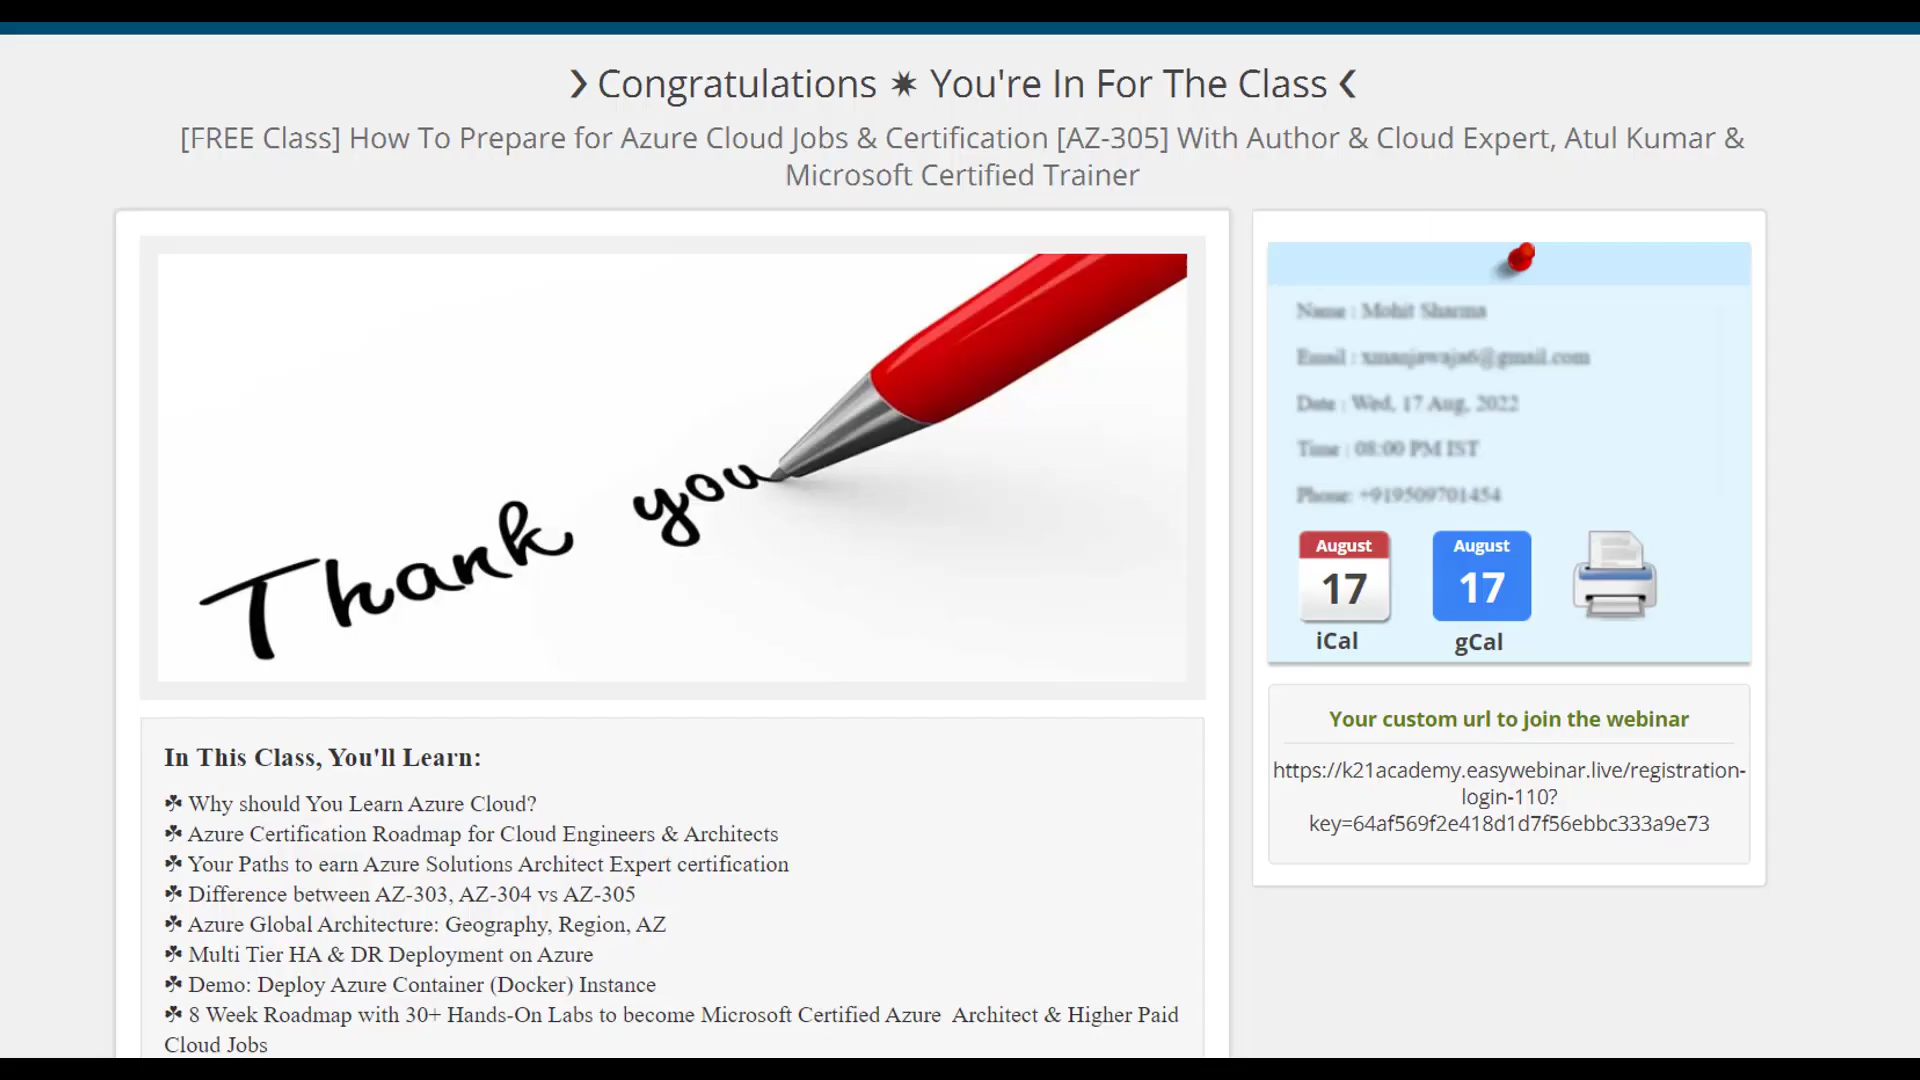 ❯ Congratulations ✷ You're In For The Class ❮
[FREE Class] How To Prepare for Azure Cloud Jobs & Certification [AZ-305] With Author & Cloud Expert, Atul Kumar &
Microsoft Certified Trainer
Thank you
In This Class, You'll Learn:
☘ Why should You Learn Azure Cloud?
☘ Azure Certification Roadmap for Cloud Engineers & Architects
☘ Your Paths to earn Azure Solutions Architect Expert certification
☘ Difference between AZ-303, AZ-304 vs AZ-305
☘ Azure Global Architecture: Geography, Region, AZ
☘ Multi Tier HA & DR Deployment on Azure
☘ Demo: Deploy Azure Container (Docker) Instance
☘ 8 Week Roadmap with 30+ Hands-On Labs to become Microsoft Certified Azure  Architect & Higher Paid
Cloud Jobs
Name :
Email :
Date : Wed, 17 Aug, 2022
Time : 08:00 PM IST
Phone:
August
17
iCal
August
17
gCal
Your custom url to join the webinar
https://k21academy.easywebinar.live/registration-
login-110?
key=64af569f2e418d1d7f56ebbc333a9e73